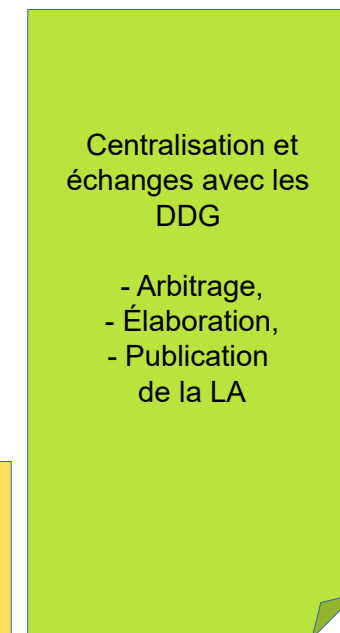 Centralisation et
échanges avec les
DDG
- Arbitrage,
- Élaboration,
- Publication
de la LA